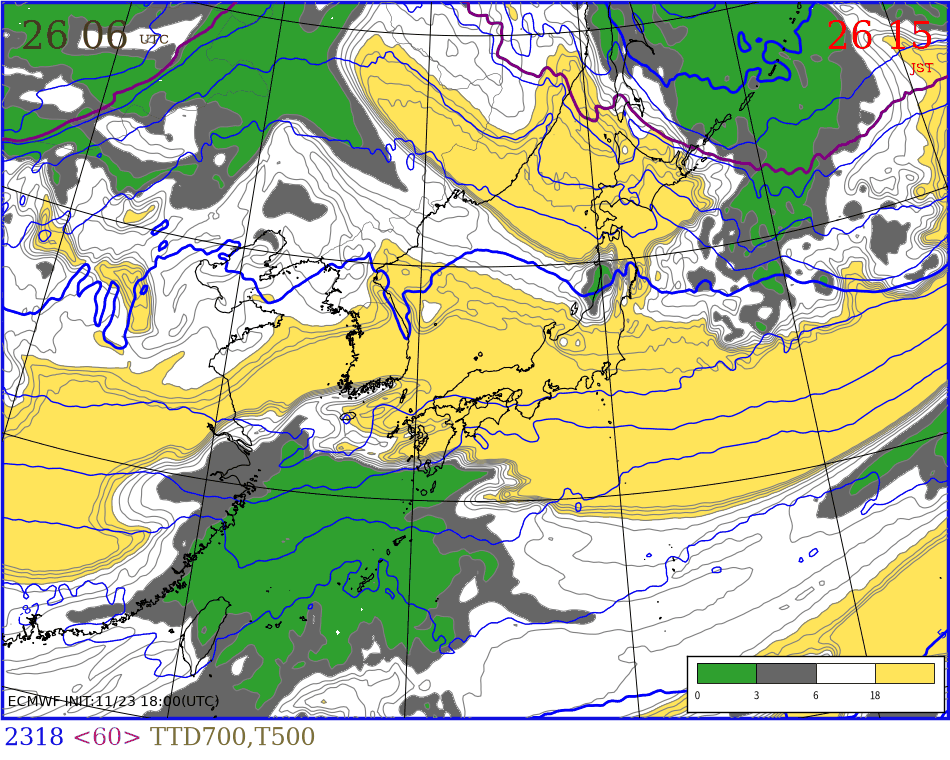 26 06 UTC
26 15
JST
0 3 6 18
ECMWF INIT:11/23 18:00(UTC)
2318 <60> TTD700,T500